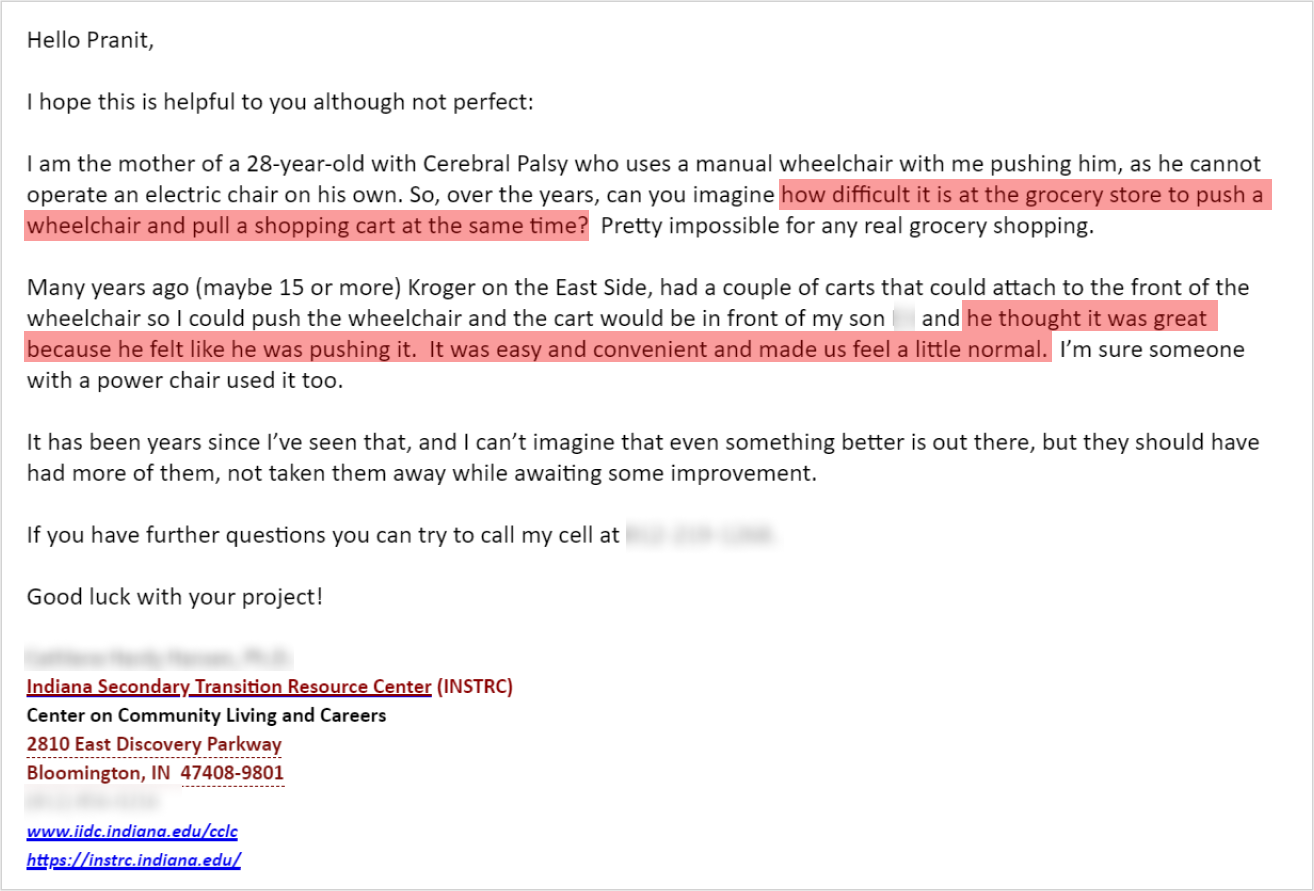 Hello Pranit,
I hope this is helpful to you although not perfect:
I am the mother of a 28-year-old with Cerebral Palsy who uses a manual wheelchair with me pushing him, as he cannot
operate an electric chair on his own. So, over the years, can you imagine how difficult it is at the grocery store to push a
wheelchair and pull a shopping cart at the same time? Pretty impossible for any real grocery shopping.
Many years ago (maybe 15 or more) Kroger on the East Side, had a couple of carts that could attach to the front of the
wheelchair so I could push the wheelchair and the cart would be in front of my son and he thought it was great
because he felt like he was pushing it. It was easy and convenient and made us feel a little normal. I'm sure someone
with a power chair used it too.
It has been years since I've seen that, and I can't imagine that even something better is out there, but they should have
had more of them, not taken them away while awaiting some improvement.
If you have further questions you can try to call my cell at
Good luck with your project!
Indiana Secondary Transition Resource Center (INSTRC)
Center on Community Living and Careers
2810 East Discovery Parkway
Bloomington, IN 47408-9801
www.iidc.indiana.edu/cclc
https://instrc.indiana.edu/